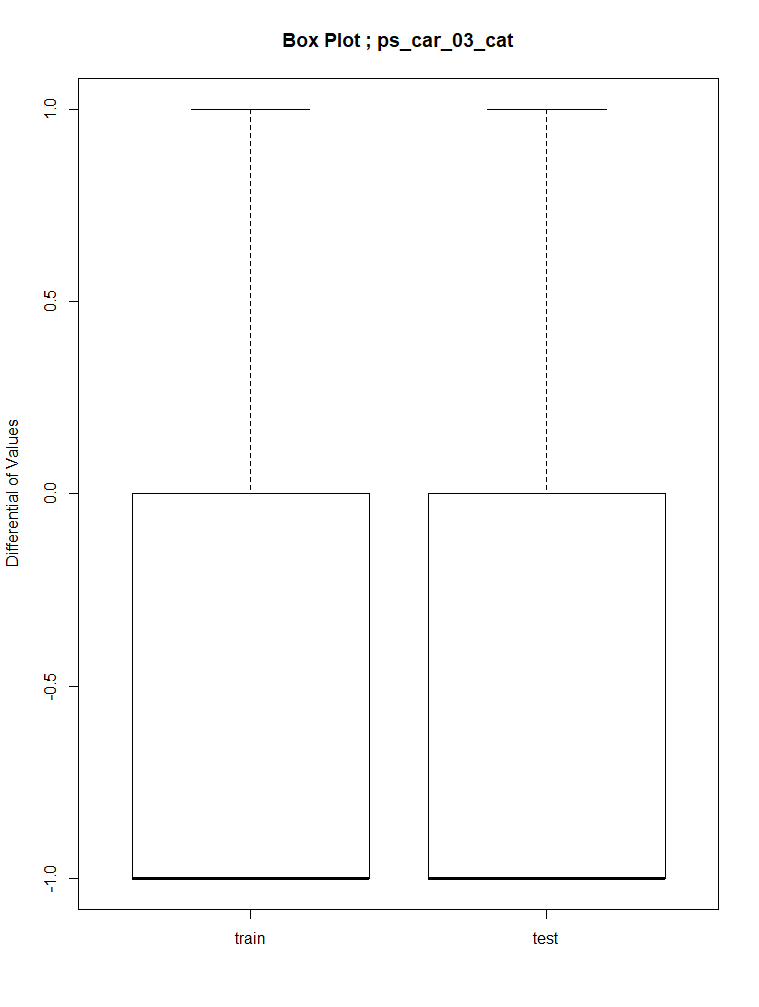 Box Plot ; ps_car_03_cat
1.0
0.5
0.0
-0.5
-1.0
Differential of Values
train
test